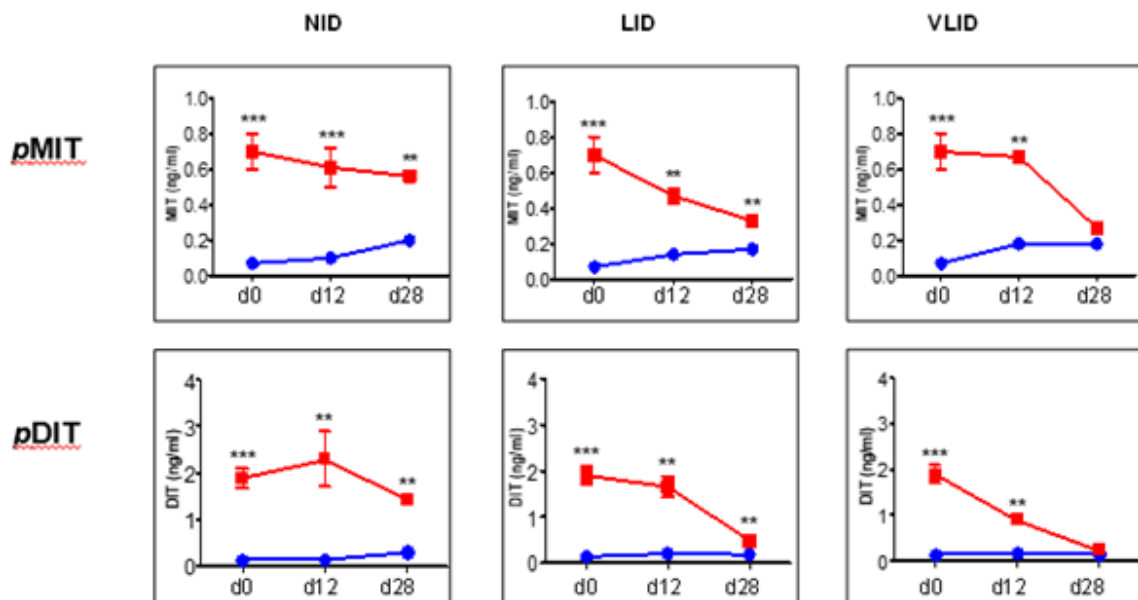 NID LID VLID
pMIT
MIT (ng/ml)
1.0
0.8
0.6
0.4
0.2
0.0
*** *** **
d0 d12 d28
MIT (ng/ml)
1.0
0.8
0.6
0.4
0.2
0.0
*** ** **
d0 d12 d28
MIT (ng/ml)
1.0
0.8
0.6
0.4
0.2
0.0
*** **
d0 d12 d28
pDIT
DIT (ng/ml)
4
3
2
1
0
*** ** **
d0 d12 d28
DIT (ng/ml)
4
3
2
1
0
*** ** **
d0 d12 d28
DIT (ng/ml)
4
3
2
1
0
*** **
d0 d12 d28